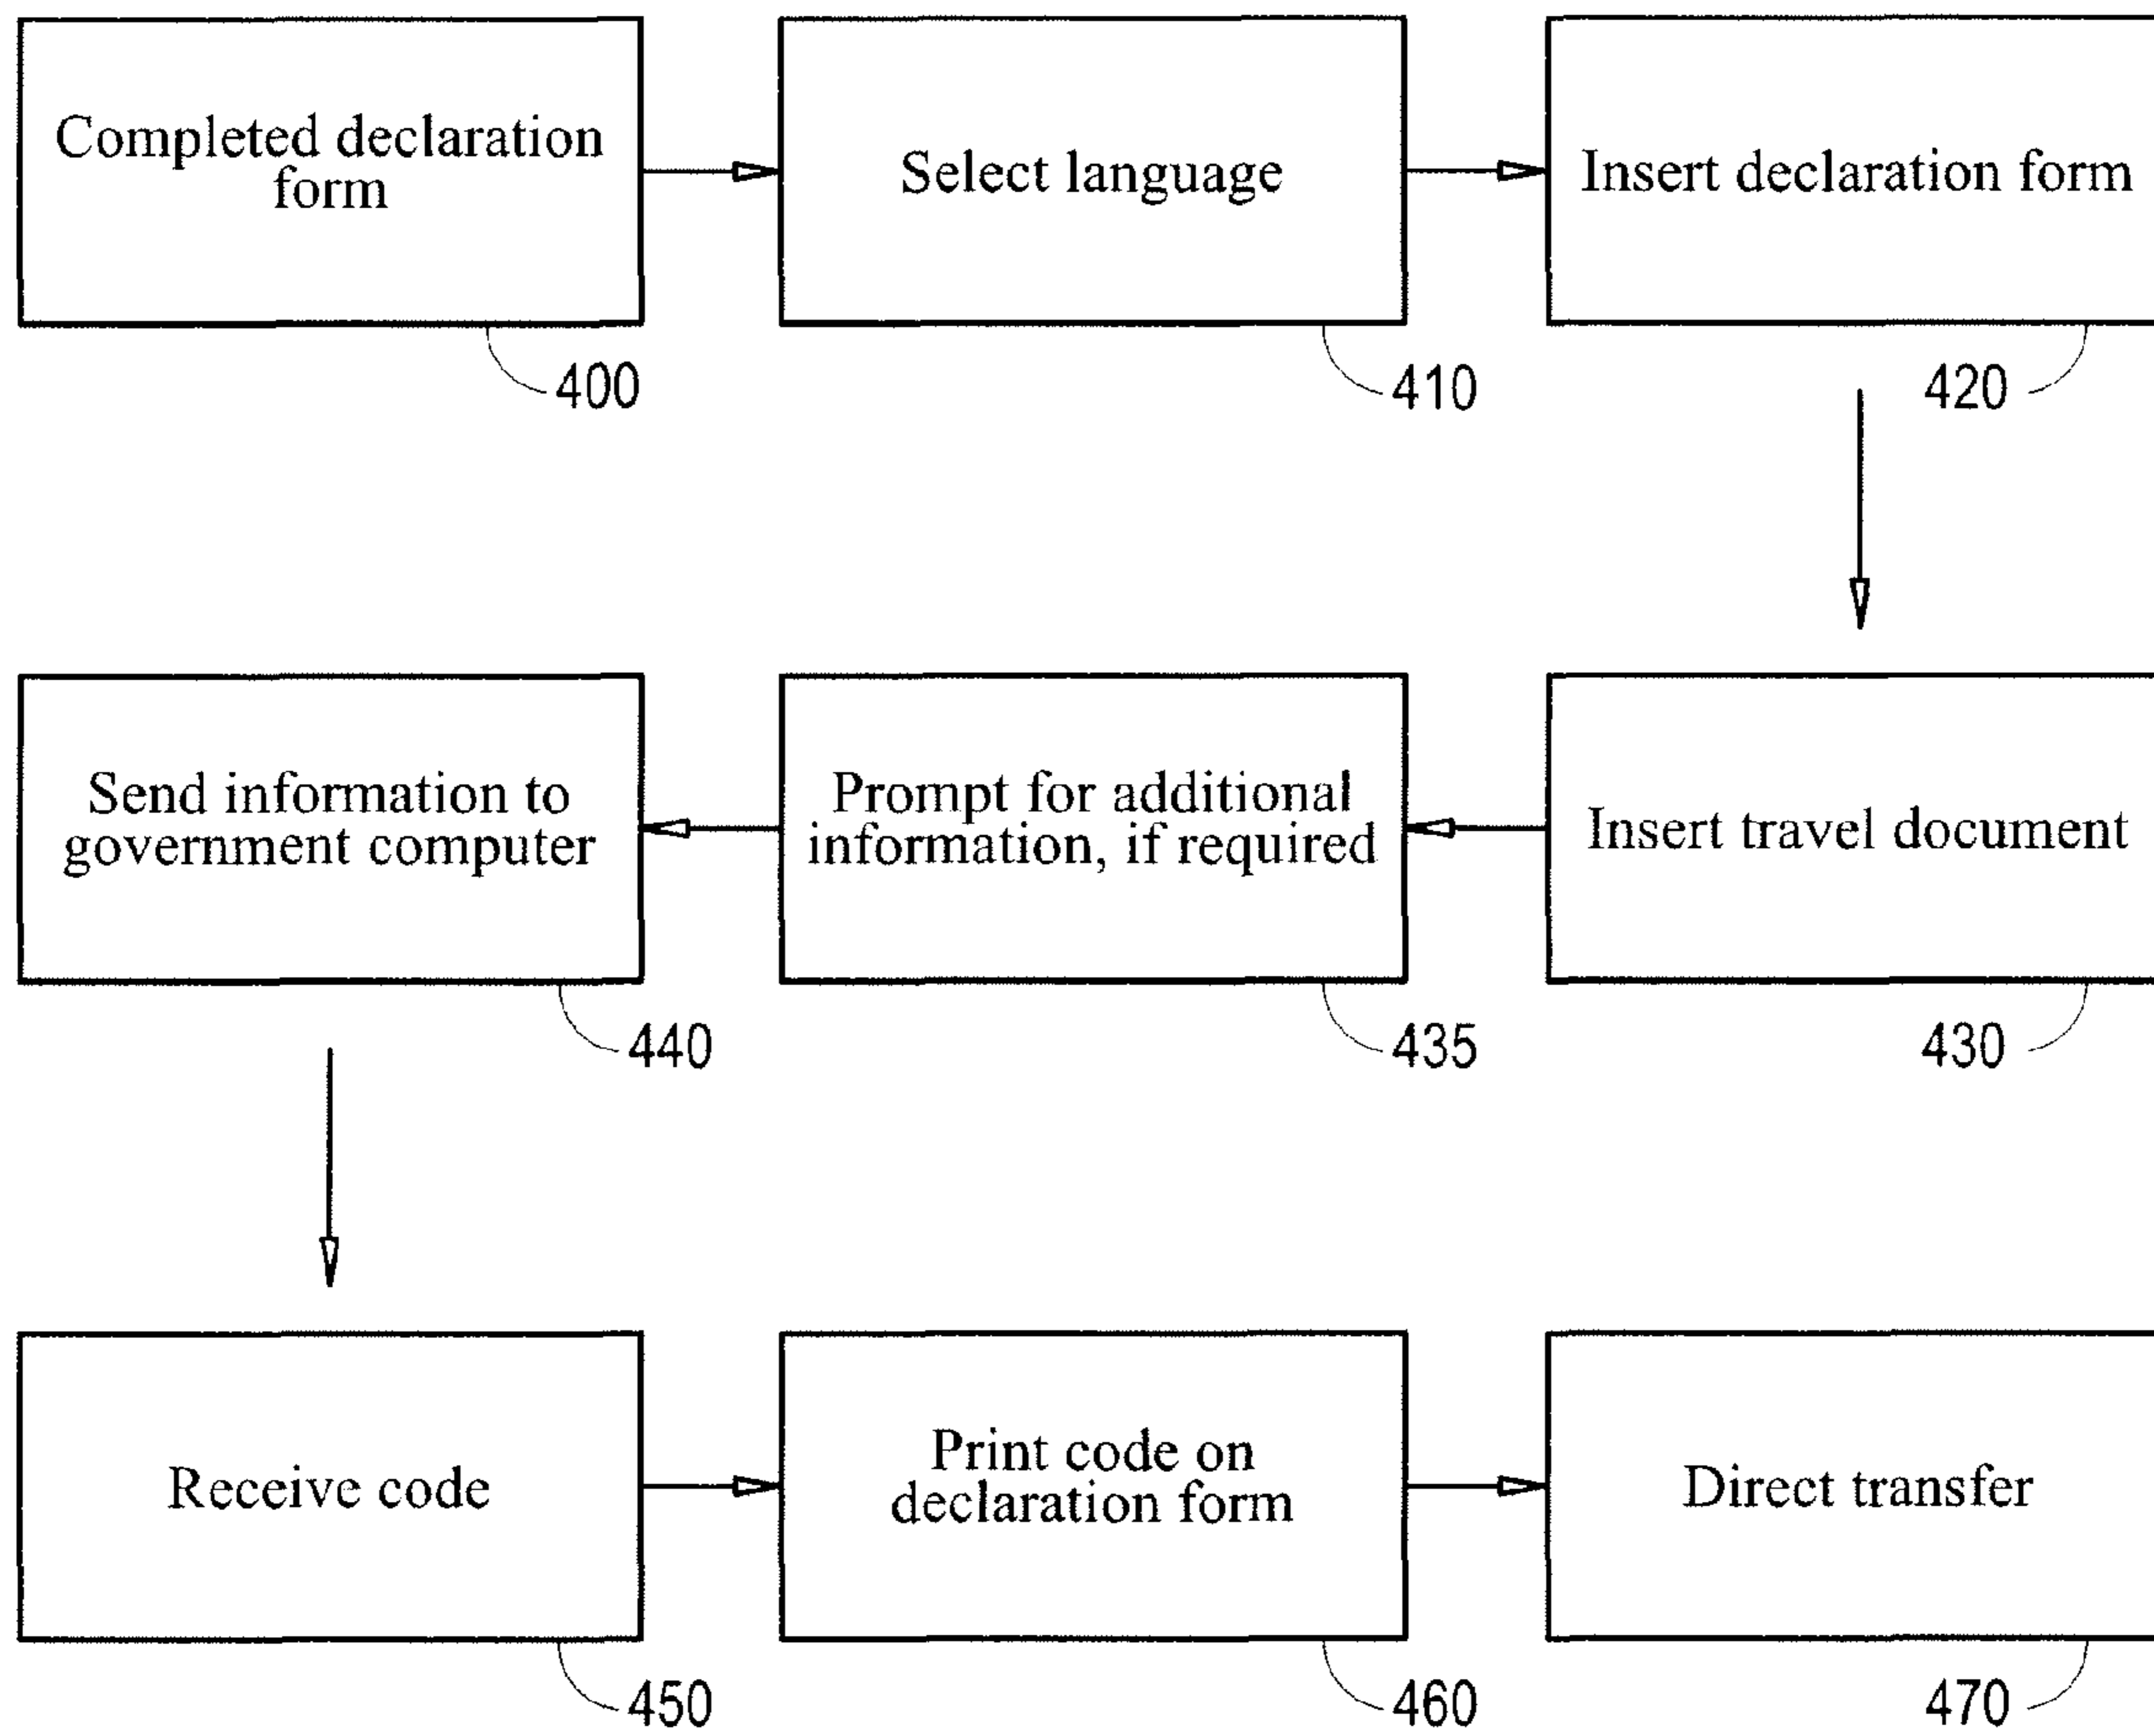 Completed declaration
form
Select language
Insert declaration form
400
410
420
Send information to
government computer
Prompt for additional
information, if required
Insert travel document
440
435
430
Receive code
Print code on
declaration form
Direct transfer
450
460
470